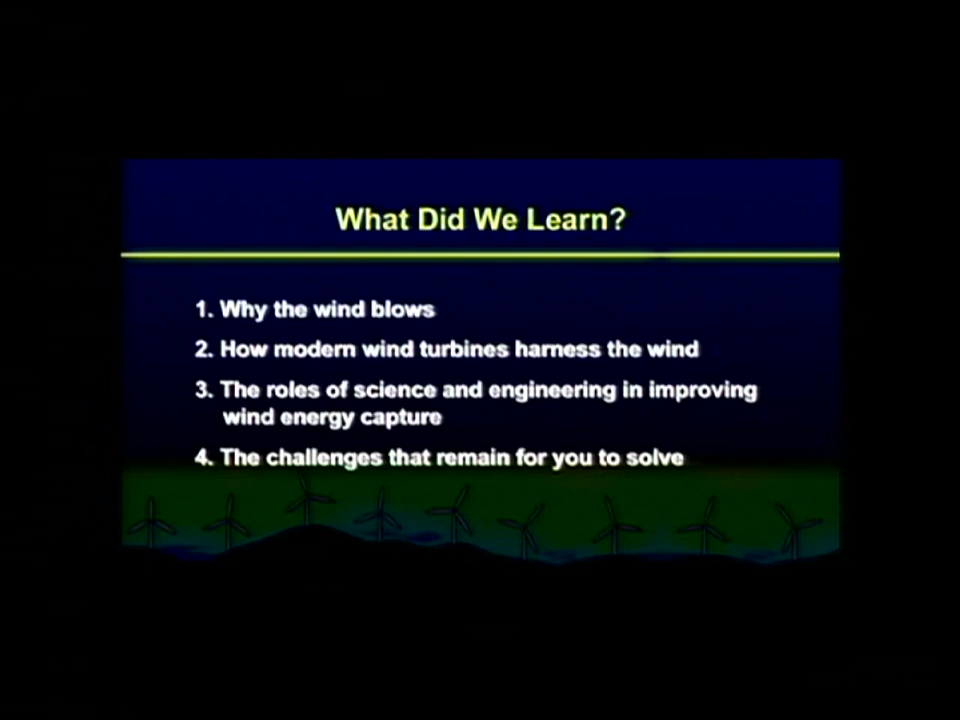 What Did We Learn?
1. Why the wind blows
2. How modern wind turbines harness the wind
3. The roles of science and engineering in improving
wind energy capture
4. The challenges that remain for you to solve